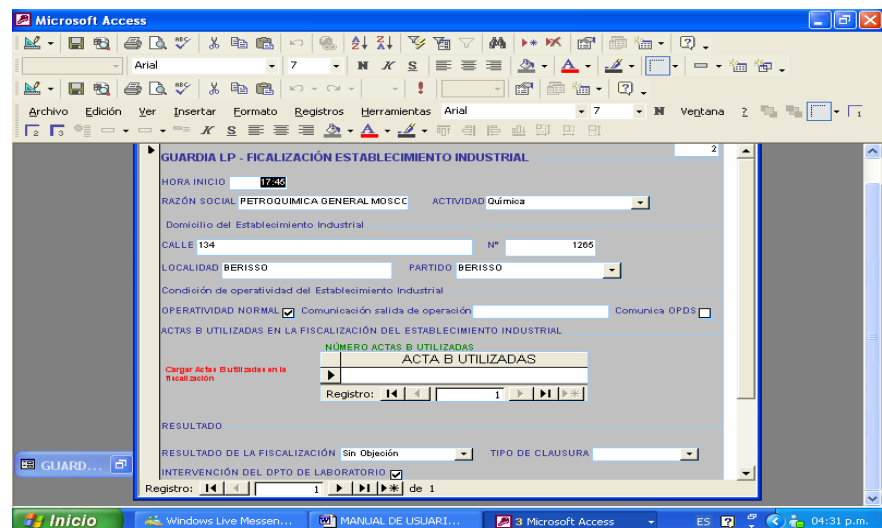 Microsoft Access
Arial 7 N K S
Archivo Edición Ver Insertar Formato Registros Herramientas Arial 7 N Ventana ?
2 3 K S 1
GUARDIA LP - FICALIZACIÓN ESTABLECIMIENTO INDUSTRIAL 2
HORA INICIO 17:45
RAZÓN SOCIAL PETROQUIMICA GENERAL MOSCC ACTIVIDAD Química
Domicilio del Establecimiento Industrial
CALLE 134 Nº 1265
LOCALIDAD BERISSO PARTIDO BERISSO
Condición de operatividad del Establecimiento Industrial
OPERATIVIDAD NORMAL Comunicación salida de operación Comunica OPDS
ACTAS B UTILIZADAS EN LA FISCALIZACIÓN DEL ESTABLECIMIENTO INDUSTRIAL
NÚMERO ACTAS B UTILIZADAS
ACTA B UTILIZADAS
Cargar Actas B utilizadas en la
fiscalización
Registro: 1
RESULTADO
RESULTADO DE LA FISCALIZACIÓN Sin Objeción TIPO DE CLAUSURA
INTERVENCIÓN DEL DPTO DE LABORATORIO
GUARD...
Registro: 1 de 1
Inicio Windows Live Messen... MANUAL DE USUARI... 3 Microsoft Access ES 04:31 p.m.